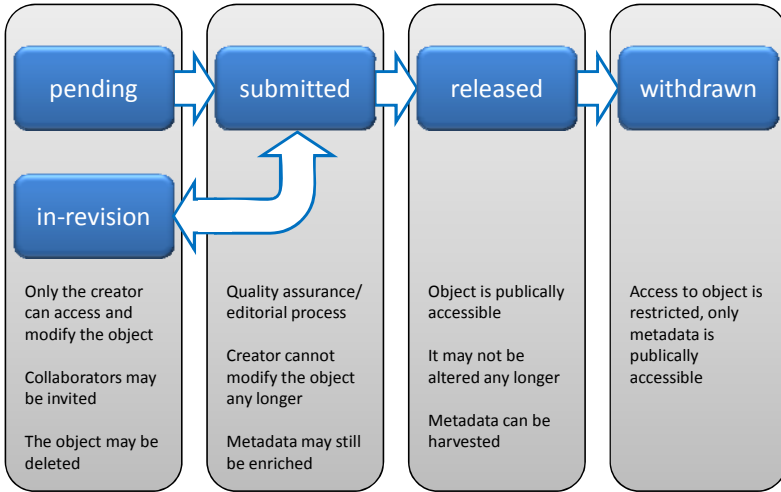 pending
submitted
released
withdrawn
in-revision
Only the creator
can access and
modify the object
Collaborators may
be invited
The object may be
deleted
Quality assurance/
editorial process
Creator cannot
modify the object
any longer
Metadata may still
be enriched
Object is publically
accessible
It may not be
altered any longer
Metadata can be
harvested
Access to object is
restricted, only
metadata is
publically
accessible